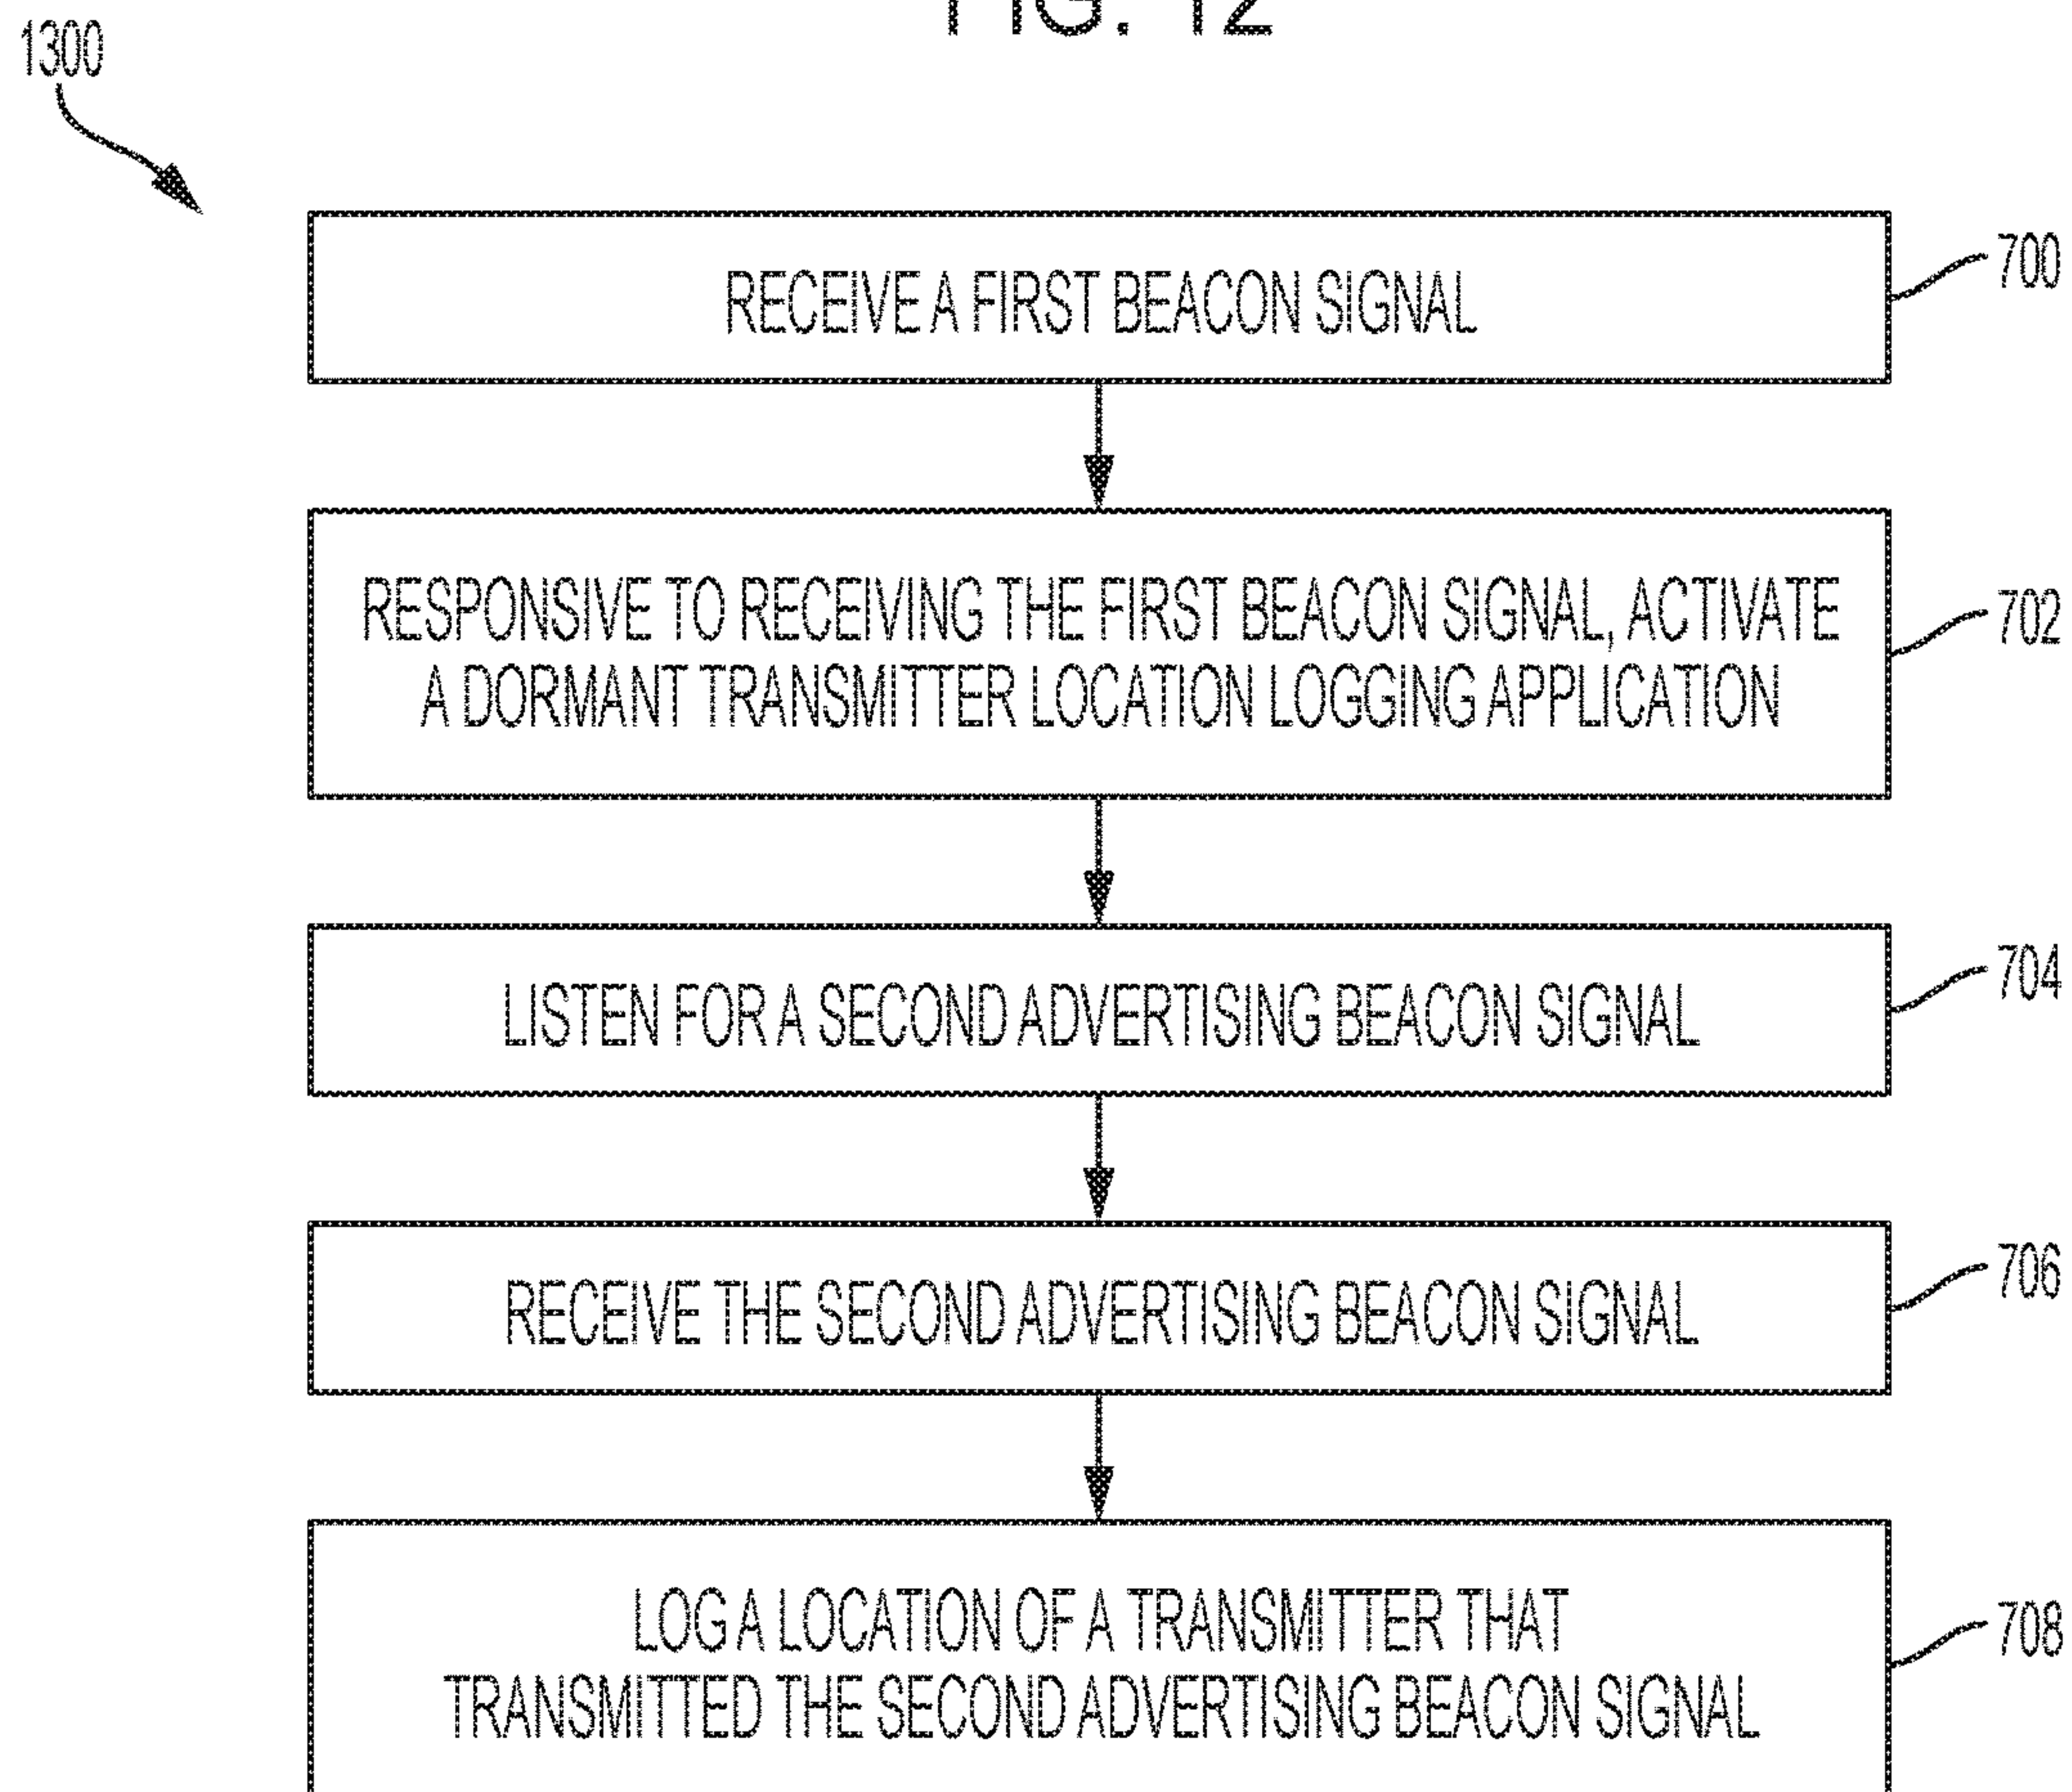 FIG. 12
1300
RECEIVE A FIRST BEACON SIGNAL
700
RESPONSIVE TO RECEIVING THE FIRST BEACON SIGNAL, ACTIVATE
A DORMANT TRANSMITTER LOCATION LOGGING APPLICATION
702
LISTEN FOR A SECOND ADVERTISING BEACON SIGNAL
704
RECEIVE THE SECOND ADVERTISING BEACON SIGNAL
706
LOG A LOCATION OF A TRANSMITTER THAT
TRANSMITTED THE SECOND ADVERTISING BEACON SIGNAL
708